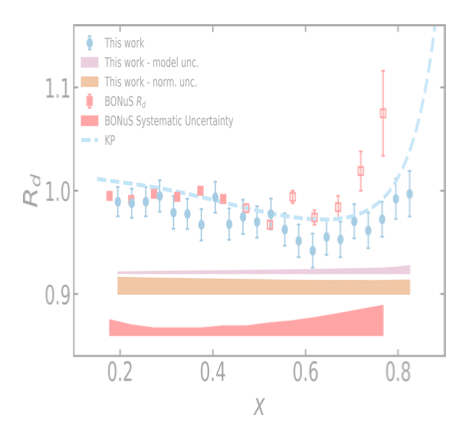 This work
This work - model unc.
This work - norm. unc.
BONuS R_d
BONuS Systematic Uncertainty
KP
1.1
1.0
0.9
R_d
0.2
0.4
0.6
0.8
x